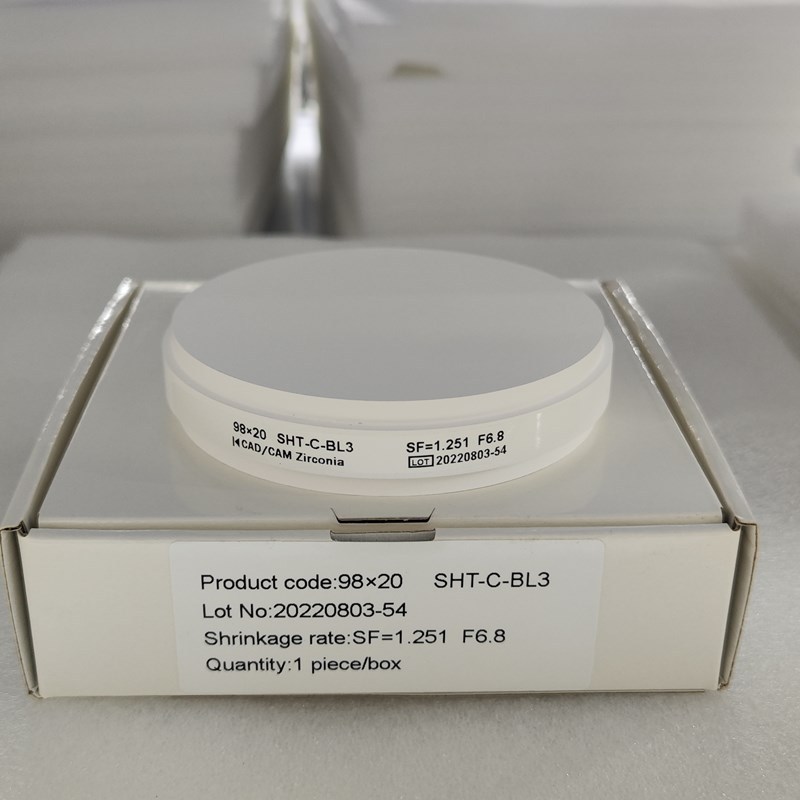 98×20 SHT-C-BL3 SF=1.251 F6.8
CAD/CAM Zirconia LOT 20220803-54
Product code:98×20 SHT-C-BL3
Lot No:20220803-54
Shrinkage rate:SF=1.251 F6.8
Quantity:1 piece/box